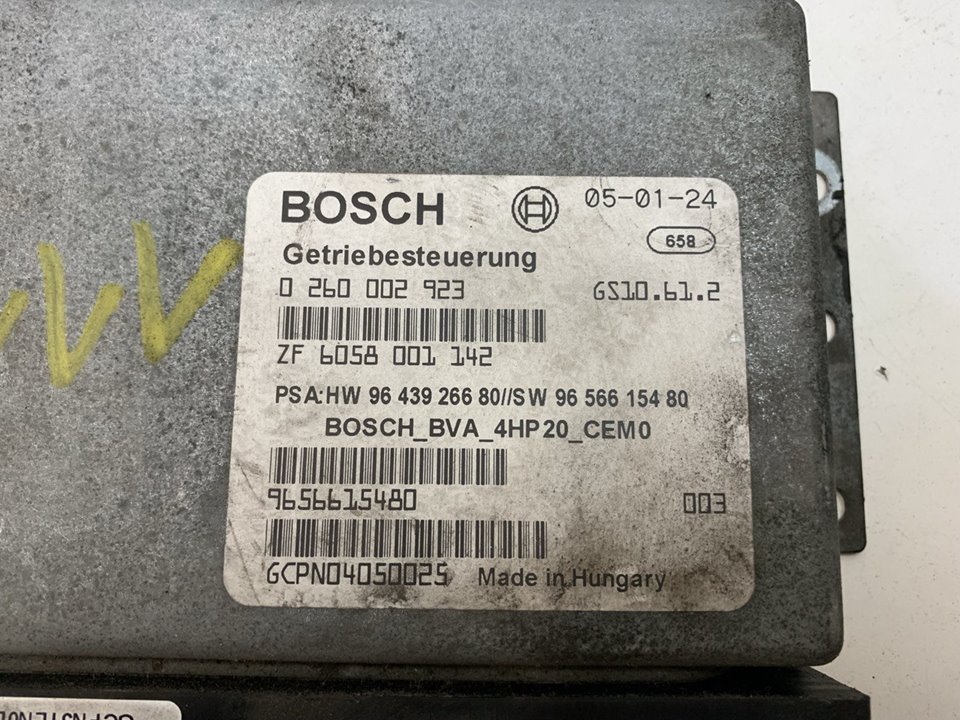 BOSCH 05-01-24
658
Getriebesteuerung
0 260 002 923 GS10.61.2
ZF 6058 001 142
PSA:HW 96 439 266 80//SW 96 566 154 80
BOSCH_BVA_4HP20_CEM0
9656615480 003
GCPN04050025 Made in Hungary